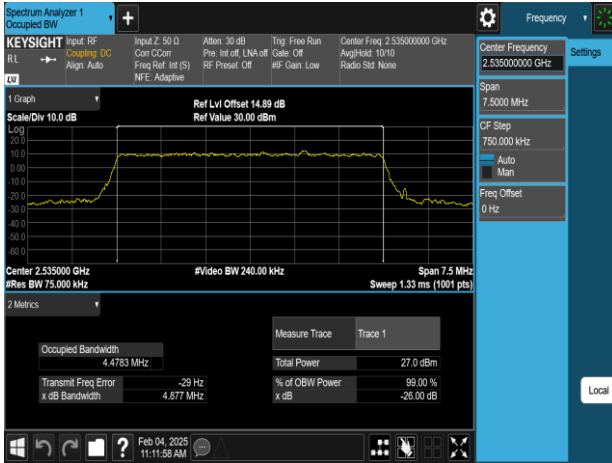 Spectrum Analyzer 1
Occupied BW
+
Frequency
KEYSIGHT
RL
LXI
Input: RF
Coupling: DC
Align: Auto
Input Z: 50 Ω
Corr CCorr
Freq Ref: Int (S)
NFE: Adaptive
Atten: 30 dB
Pre: Int off, LNA off
RF Preset: Off
Trig: Free Run
Gate: Off
#IF Gain: Low
Center Freq: 2.535000000 GHz
Avg|Hold: 10/10
Radio Std: None
Center Frequency
2.535000000 GHz
Settings
Span
7.5000 MHz
CF Step
750.000 kHz
Auto
Man
Freq Offset
0 Hz
Local
1 Graph
Scale/Div 10.0 dB
Ref Lvl Offset 14.89 dB
Ref Value 30.00 dBm
Log
20.0
10.0
0.00
-10.0
-20.0
-30.0
-40.0
-50.0
-60.0
Center 2.535000 GHz
#Res BW 75.000 kHz
#Video BW 240.00 kHz
Span 7.5 MHz
Sweep 1.33 ms (1001 pts)
2 Metrics
Measure Trace Trace 1
Occupied Bandwidth
4.4783 MHz
Total Power 27.0 dBm
Transmit Freq Error -29 Hz
% of OBW Power 99.00 %
x dB Bandwidth 4.877 MHz
x dB -26.00 dB
?
Feb 04, 2025
11:11:58 AM